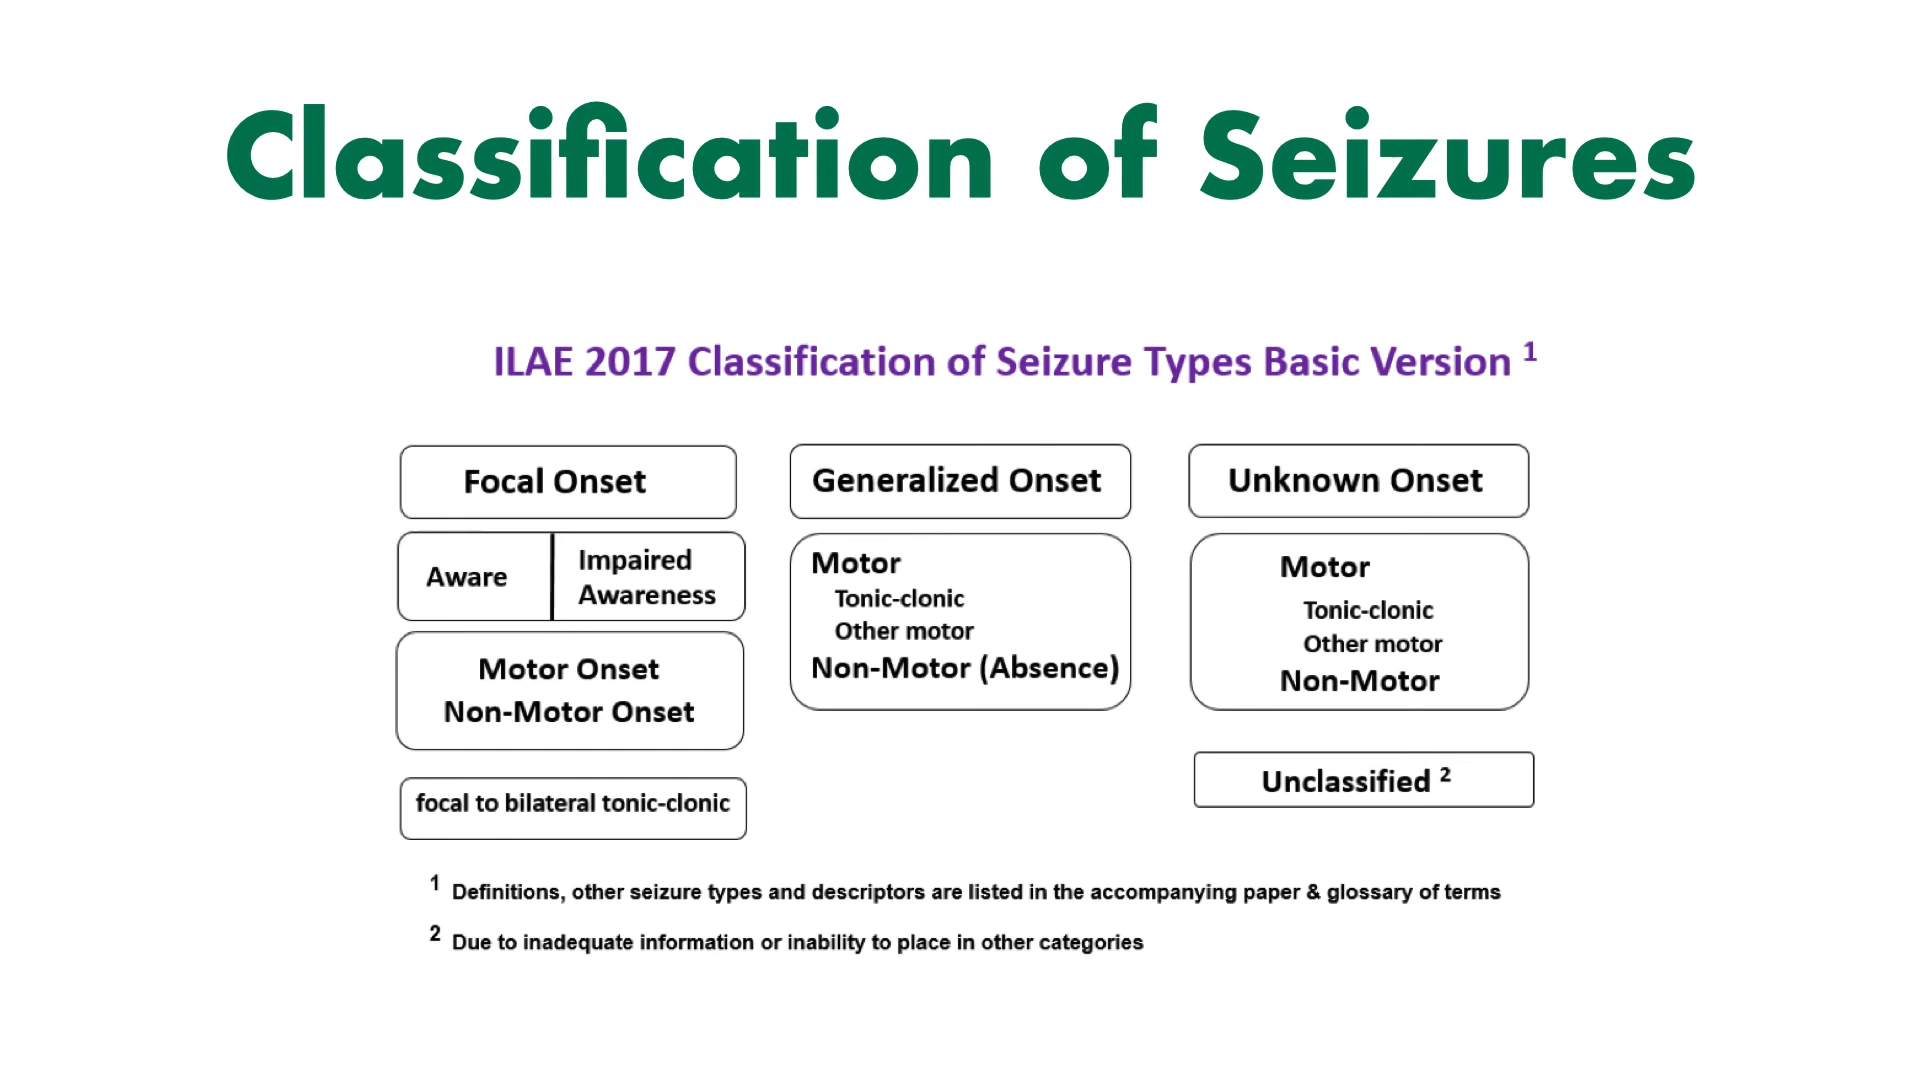 Classification of Seizures
ILAE 2017 Classification of Seizure Types Basic Version 1
Focal Onset
Aware
Impaired
Awareness
Motor Onset
Non-Motor Onset
focal to bilateral tonic-clonic
Generalized Onset
Motor
Tonic-clonic
Other motor
Non-Motor (Absence)
Unknown Onset
Motor
Tonic-clonic
Other motor
Non-Motor
Unclassified 2
1 Definitions, other seizure types and descriptors are listed in the accompanying paper & glossary of terms
2 Due to inadequate information or inability to place in other categories